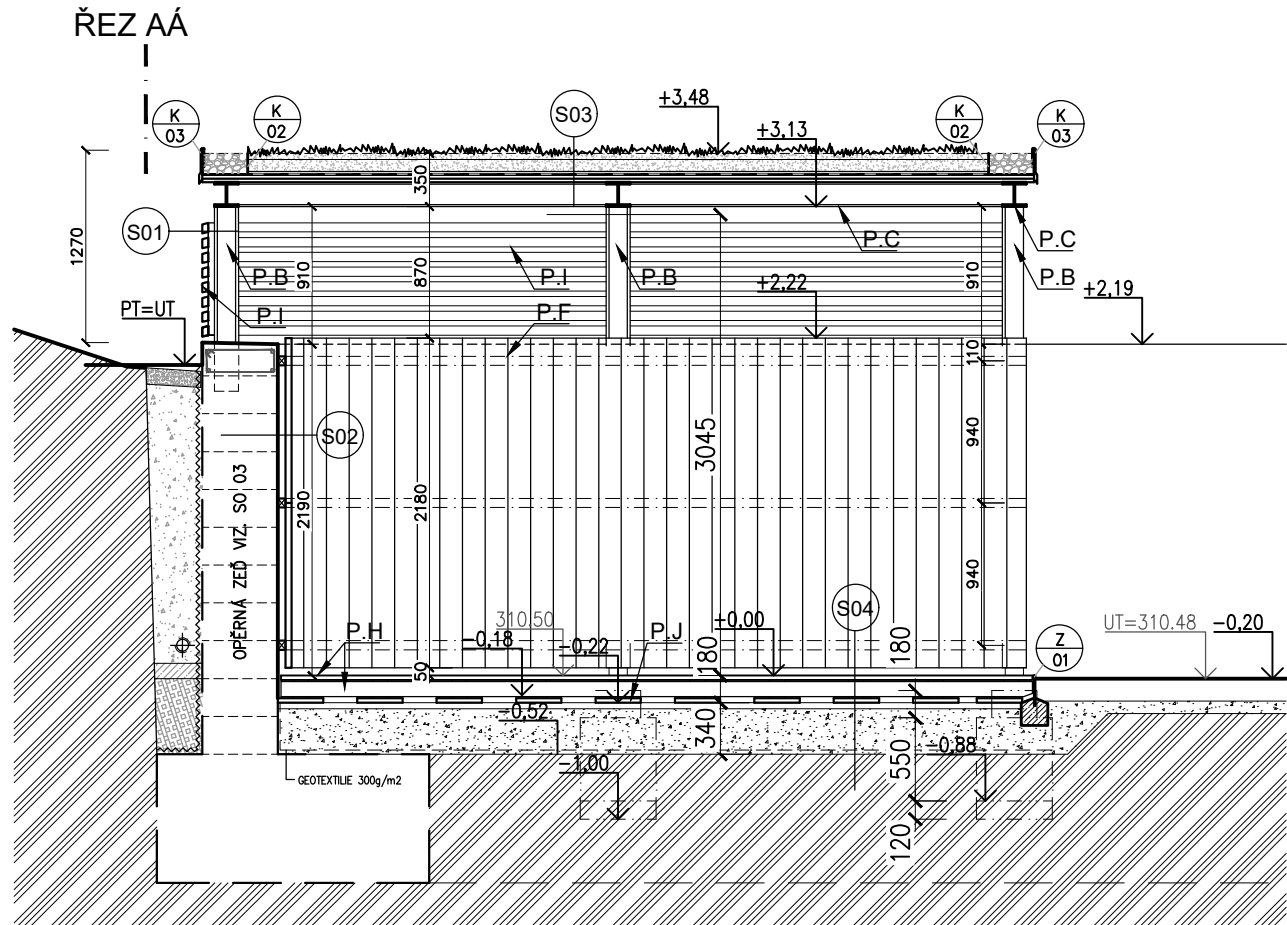 ŘEZ AÁ
K
03
K
02
S03
+3,48
+3,13
K
02
K
03
350
1270
S01
910
870
P.B
P.I
P.B
P.C
P.C
P.B
910
+2,22
+2,19
PT=UT
P.I
P.F
110
S02
3045
940
2190
2180
OPĚRNÁ ZEĎ VIZ. SO 03
940
S04
P.H
310.50
-0,18
-0,22
P.J
+0,00
180
180
Z
01
UT=310.48
-0,20
50
-0,52
340
-0,88
550
-1,00
GEOTEXTILIE 300g/m2
120